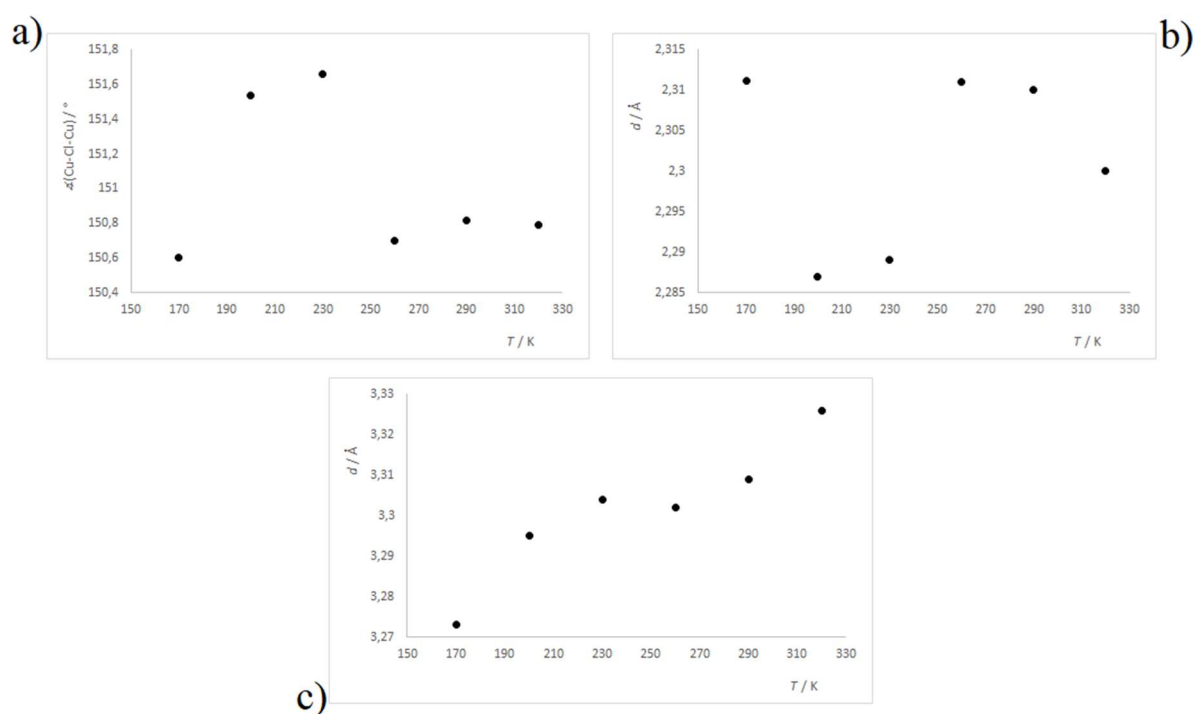 a)
151,8
151,6
151,4
151,2
151
150,8
150,6
150,4
∡(Cu-Cl-Cu) / °
150 170 190 210 230 250 270 290 310 330
T / K
b)
2,315
2,31
2,305
2,3
2,295
2,29
2,285
d / Å
150 170 190 210 230 250 270 290 310 330
T / K
c)
3,33
3,32
3,31
3,3
3,29
3,28
3,27
d / Å
150 170 190 210 230 250 270 290 310 330
T / K